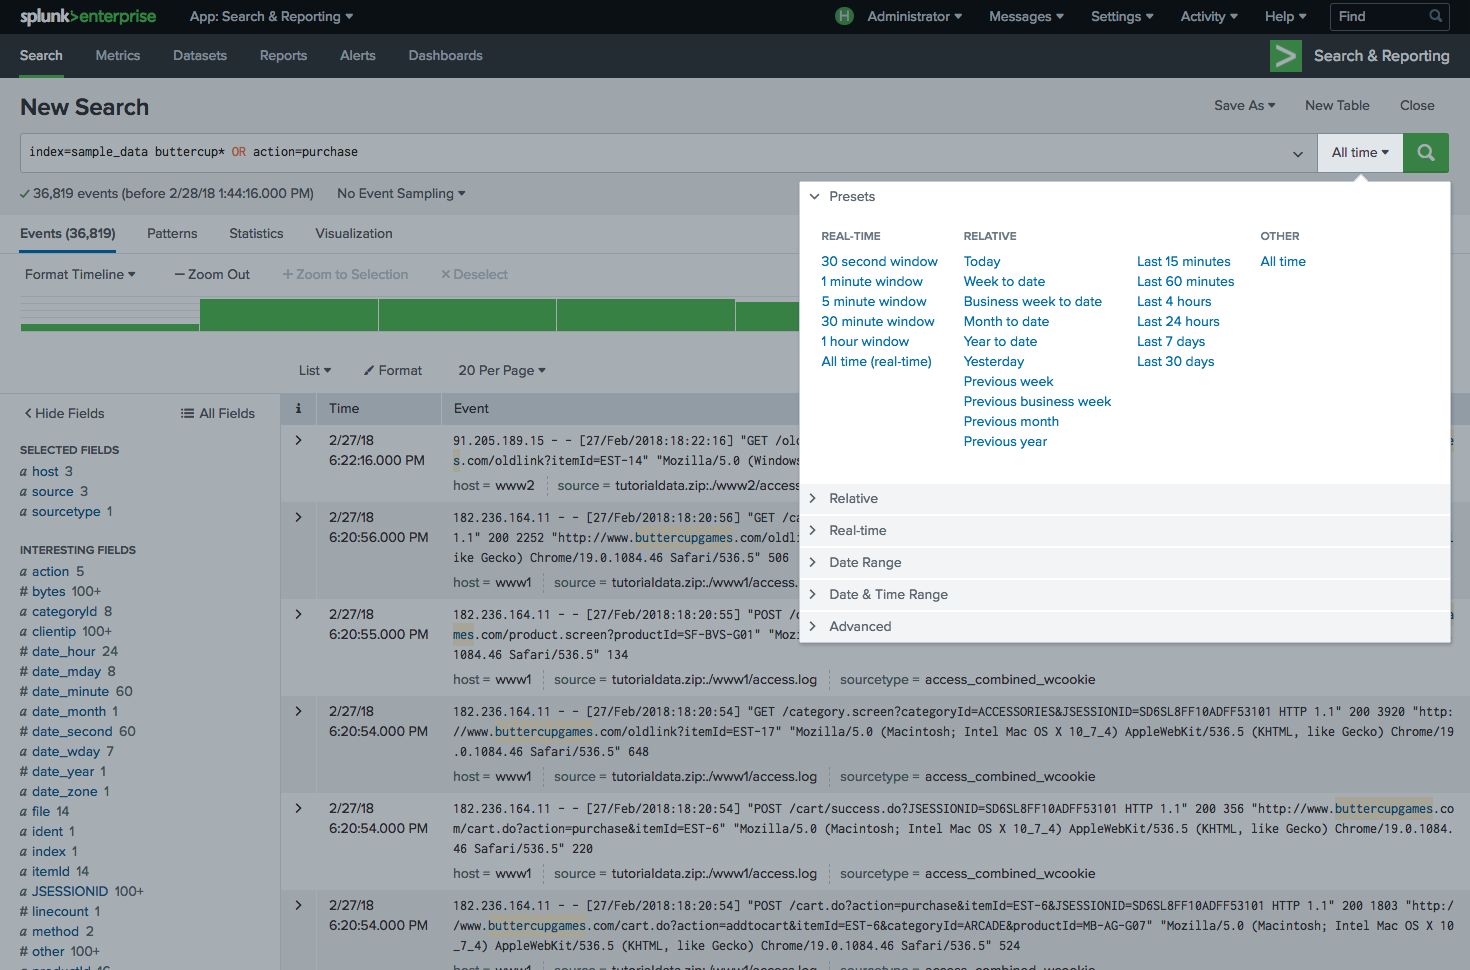 splunk>enterprise App: Search & Reporting Administrator Messages Settings Activity Help Find
Search Metrics Datasets Reports Alerts Dashboards Search & Reporting
New Search Save As New Table Close
index=sample_data buttercup* OR action=purchase All time
36,819 events (before 2/28/18 1:44:16.000 PM) No Event Sampling
Events (36,819) Patterns Statistics Visualization
Format Timeline Zoom Out + Zoom to Selection × Deselect
List Format 20 Per Page
Presets
REAL-TIME
30 second window
1 minute window
5 minute window
30 minute window
1 hour window
All time (real-time)
RELATIVE
Today
Week to date
Business week to date
Month to date
Year to date
Yesterday
Previous week
Previous business week
Previous month
Previous year
Last 15 minutes
Last 60 minutes
Last 4 hours
Last 24 hours
Last 7 days
Last 30 days
OTHER
All time
Relative
Real-time
Date Range
Date & Time Range
Advanced
Hide Fields All Fields
SELECTED FIELDS
a host 3
a source 3
a sourcetype 1
INTERESTING FIELDS
a action 5
# bytes 100+
a categoryId 8
a clientip 100+
# date_hour 24
# date_mday 8
# date_minute 60
a date_month 1
# date_second 60
a date_wday 7
# date_year 1
a date_zone 1
a file 14
a ident 1
a index 1
a itemId 14
a JSESSIONID 100+
# linecount 1
a method 2
# other 100+
i Time Event
2/27/18
6:22:16.000 PM
91.205.189.15 - - [27/Feb/2018:18:22:16] "GET /old
s.com/oldlink?itemId=EST-14" "Mozilla/5.0 (Windows
host = www2 source = tutorialdata.zip:./www2/access
2/27/18
6:20:56.000 PM
182.236.164.11 - - [27/Feb/2018:18:20:56] "GET /ca
1.1" 200 2252 "http://www.buttercupgames.com/oldlin
ike Gecko) Chrome/19.0.1084.46 Safari/536.5" 506
host = www1 source = tutorialdata.zip:./www1/access.
2/27/18
6:20:55.000 PM
182.236.164.11 - - [27/Feb/2018:18:20:55] "POST /c
mes.com/product.screen?productId=SF-BVS-G01" "Mozi
1084.46 Safari/536.5" 134
host = www1 source = tutorialdata.zip:./www1/access.log sourcetype = access_combined_wcookie
2/27/18
6:20:54.000 PM
182.236.164.11 - - [27/Feb/2018:18:20:54] "GET /category.screen?categoryId=ACCESSORIES&JSESSIONID=SD6SL8FF10ADFF53101 HTTP 1.1" 200 3920 "http:
//www.buttercupgames.com/oldlink?itemId=EST-17" "Mozilla/5.0 (Macintosh; Intel Mac OS X 10_7_4) AppleWebKit/536.5 (KHTML, like Gecko) Chrome/19
.0.1084.46 Safari/536.5" 648
host = www1 source = tutorialdata.zip:./www1/access.log sourcetype = access_combined_wcookie
2/27/18
6:20:54.000 PM
182.236.164.11 - - [27/Feb/2018:18:20:54] "POST /cart/success.do?JSESSIONID=SD6SL8FF10ADFF53101 HTTP 1.1" 200 356 "http://www.buttercupgames.co
m/cart.do?action=purchase&itemId=EST-6" "Mozilla/5.0 (Macintosh; Intel Mac OS X 10_7_4) AppleWebKit/536.5 (KHTML, like Gecko) Chrome/19.0.1084.
46 Safari/536.5" 220
host = www1 source = tutorialdata.zip:./www1/access.log sourcetype = access_combined_wcookie
2/27/18
6:20:54.000 PM
182.236.164.11 - - [27/Feb/2018:18:20:54] "POST /cart.do?action=purchase&itemId=EST-6&JSESSIONID=SD6SL8FF10ADFF53101 HTTP 1.1" 200 1803 "http:/
/www.buttercupgames.com/cart.do?action=addtocart&itemId=EST-6&categoryId=ARCADE&productId=MB-AG-G07" "Mozilla/5.0 (Macintosh; Intel Mac OS X 10
_7_4) AppleWebKit/536.5 (KHTML, like Gecko) Chrome/19.0.1084.46 Safari/536.5" 524